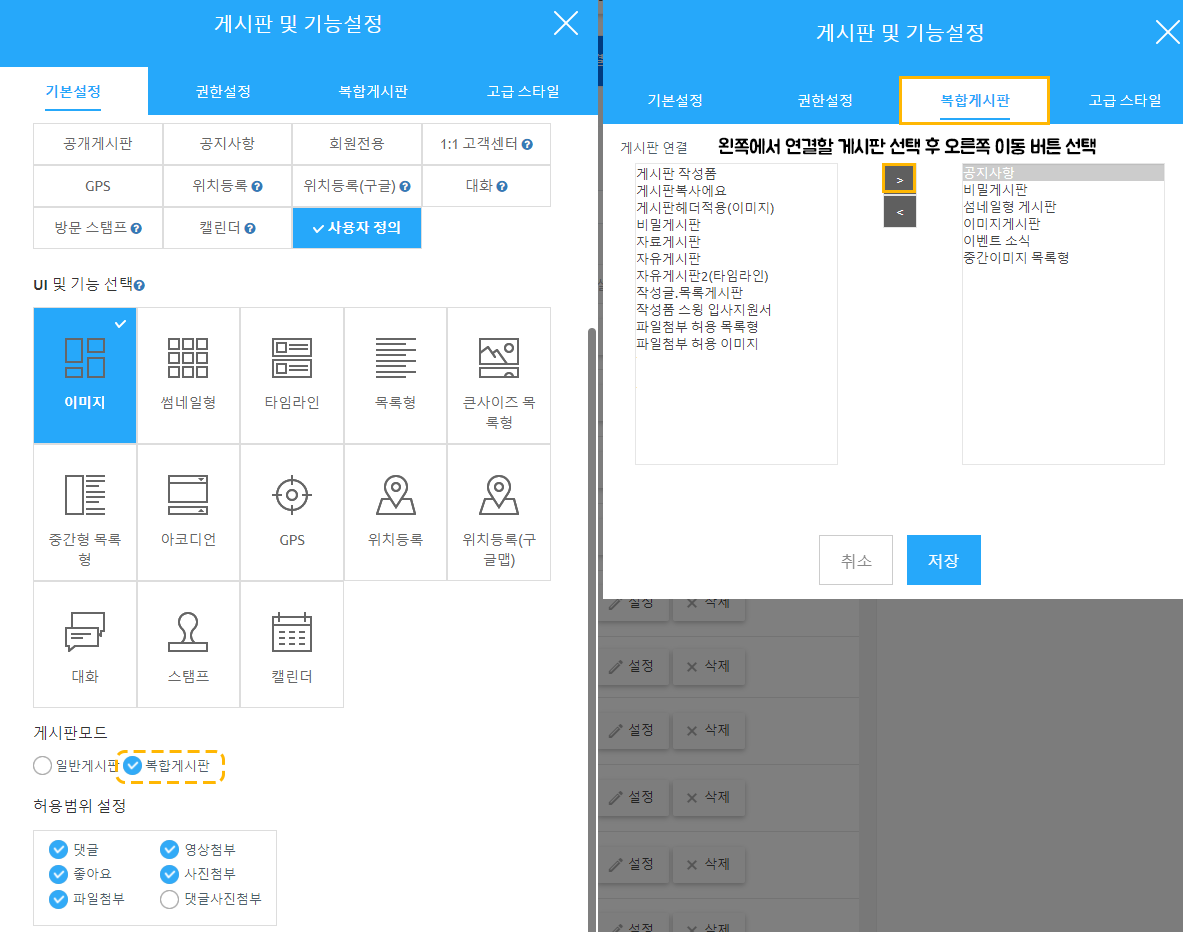 게시판 및 기능설정
기본설정 권한설정 복합게시판 고급 스타일
공개게시판 공지사항 회원전용 1:1 고객센터 ?
GPS 위치등록 ? 위치등록(구글) ? 대화 ?
방문 스탬프 ? 캘린더 ? 사용자 정의
UI 및 기능 선택 ?
이미지 썸네일형 타임라인 목록형 큰사이즈 목
록형
중간형 목록 아코디언 GPS 위치등록 위치등록(구
형 글맵)
대화 스탬프 캘린더
게시판모드
일반게시판 복합게시판
허용범위 설정
댓글 영상첨부
좋아요 사진첨부
파일첨부 댓글사진첨부
게시판 및 기능설정
기본설정 권한설정 복합게시판 고급 스타일
게시판 연결 왼쪽에서 연결할 게시판 선택 후 오른쪽 이동 버튼 선택
게시판 작성폼
게시판복사에요
게시판헤더적용(이미지)
비밀게시판
자료게시판
자유게시판
자유게시판2(타임라인)
작성글.목록게시판
작성폼 스윙 입사지원서
파일첨부 허용 목록형
파일첨부 허용 이미지
>
<
공지사항
비밀게시판
섬네일형 게시판
이미지게시판
이벤트 소식
중간이미지 목록형
취소 저장
설정 삭제
설정 삭제
설정 삭제
설정 삭제
설정 삭제
설정 삭제